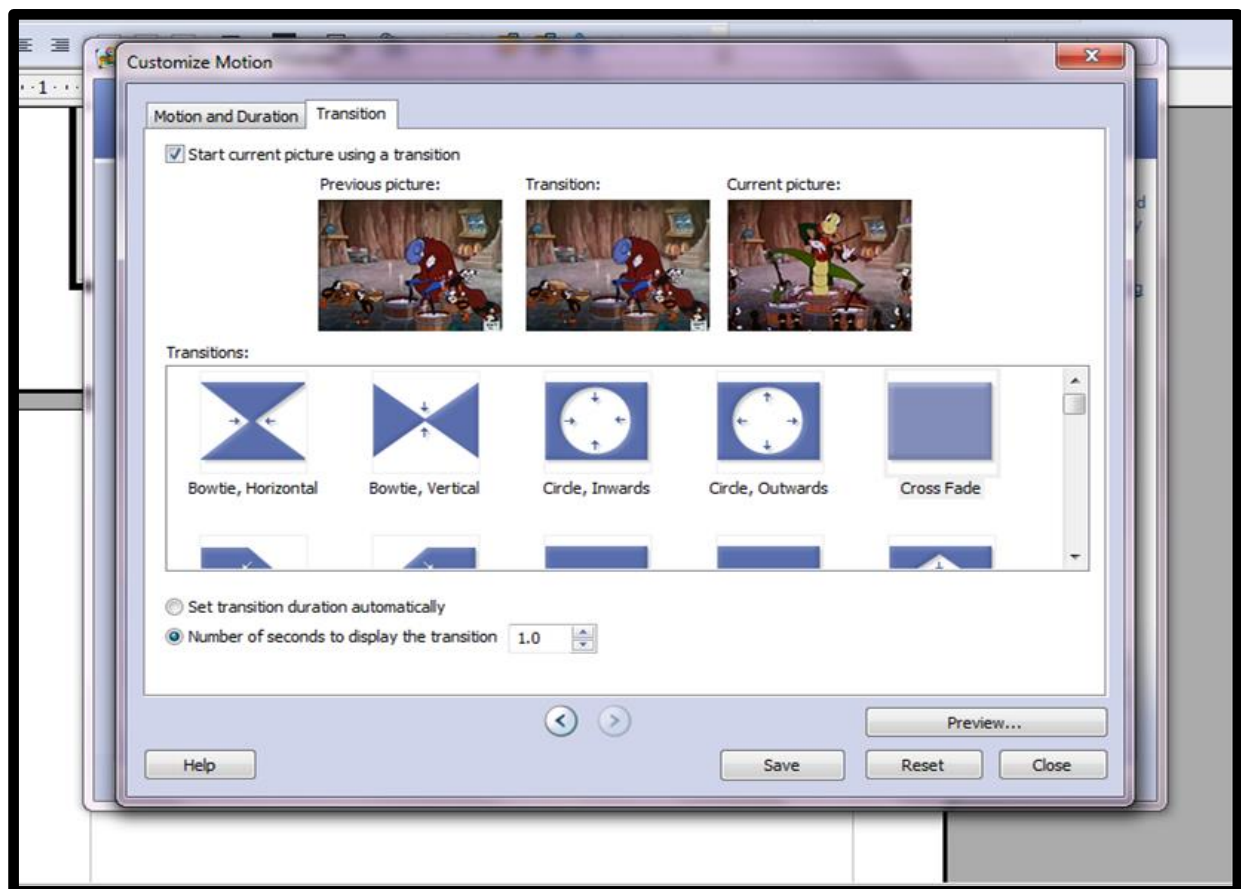 ·1·
Customize Motion
Motion and Duration Transition
Start current picture using a transition
Previous picture: Transition: Current picture:
Transitions:
Bowtie, Horizontal Bowtie, Vertical Circle, Inwards Circle, Outwards Cross Fade
Set transition duration automatically
Number of seconds to display the transition 1.0
Preview...
Help Save Reset Close